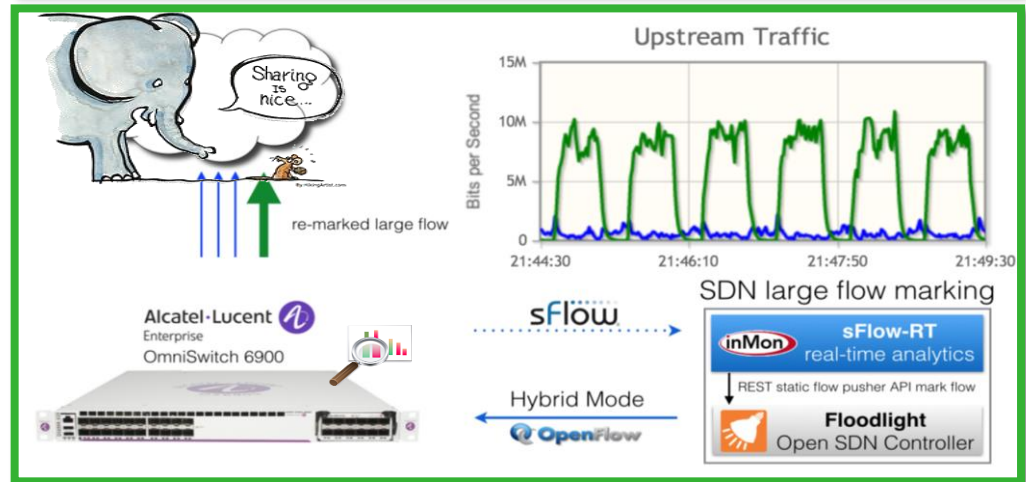 Sharing
Is
nice....
By HikingArtist.com
re-marked large flow
Upstream Traffic
Bits per Second
15M
10M
5M
0
21:44:30
21:46:10
21:47:50
21:49:30
Alcatel·Lucent
Enterprise
OmniSwitch 6900
sFlow
Hybrid Mode
OpenFlow
SDN large flow marking
inMon
sFlow-RT
real-time analytics
REST static flow pusher API mark flow
Floodlight
Open SDN Controller